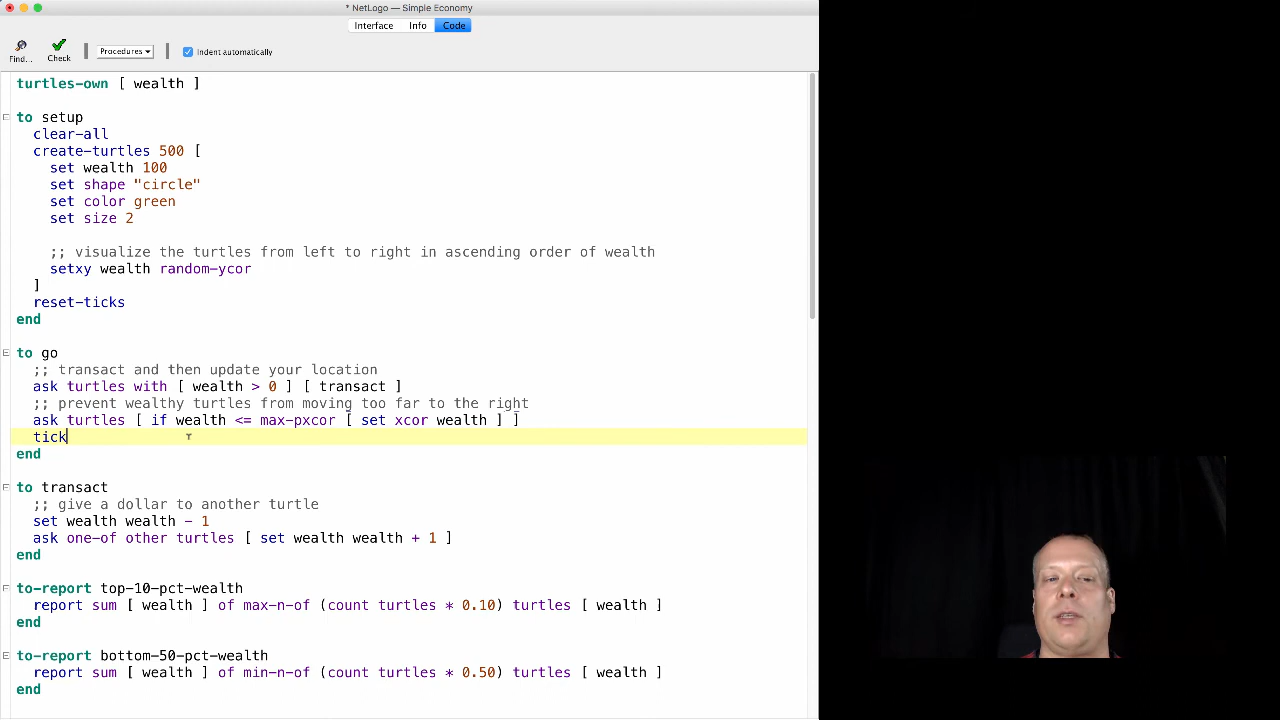 * NetLogo — Simple Economy
Interface Info Code
Find... Check Procedures Indent automatically
turtles-own [ wealth ]
to setup
clear-all
create-turtles 500 [
set wealth 100
set shape "circle"
set color green
set size 2
;; visualize the turtles from left to right in ascending order of wealth
setxy wealth random-ycor
]
reset-ticks
end
to go
;; transact and then update your location
ask turtles with [ wealth > 0 ] [ transact ]
;; prevent wealthy turtles from moving too far to the right
ask turtles [ if wealth <= max-pxcor [ set xcor wealth ] ]
tick
end
to transact
;; give a dollar to another turtle
set wealth wealth - 1
ask one-of other turtles [ set wealth wealth + 1 ]
end
to-report top-10-pct-wealth
report sum [ wealth ] of max-n-of (count turtles * 0.10) turtles [ wealth ]
end
to-report bottom-50-pct-wealth
report sum [ wealth ] of min-n-of (count turtles * 0.50) turtles [ wealth ]
end